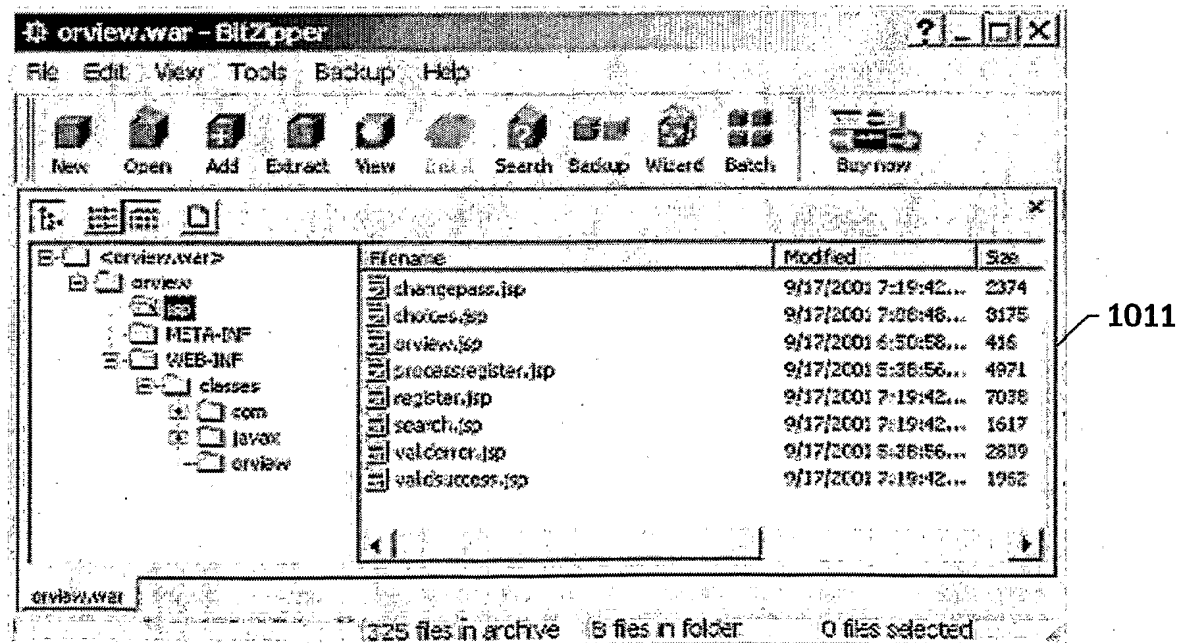 orview.war - BitZipper
File Edit View Tools Backup Help
New Open Add Extract View Search Backup Wizard Batch Buy now
<orview.war>
orview
jsp
META-INF
WEB-INF
classes
com
javax
orview
Filename Modified Size
changepass.jsp 9/17/2001 7:19:42... 2374
choices.jsp 9/17/2001 7:08:48... 3175
orview.jsp 9/17/2001 6:50:58... 416
processregister.jsp 9/17/2001 5:38:56... 4971
register.jsp 9/17/2001 7:19:42... 7038
search.jsp 9/17/2001 7:19:42... 1617
validerror.jsp 9/17/2001 5:38:56... 2809
validsuccess.jsp 9/17/2001 7:19:42... 1962
1011
orview.war
325 files in archive 8 files in folder 0 files selected